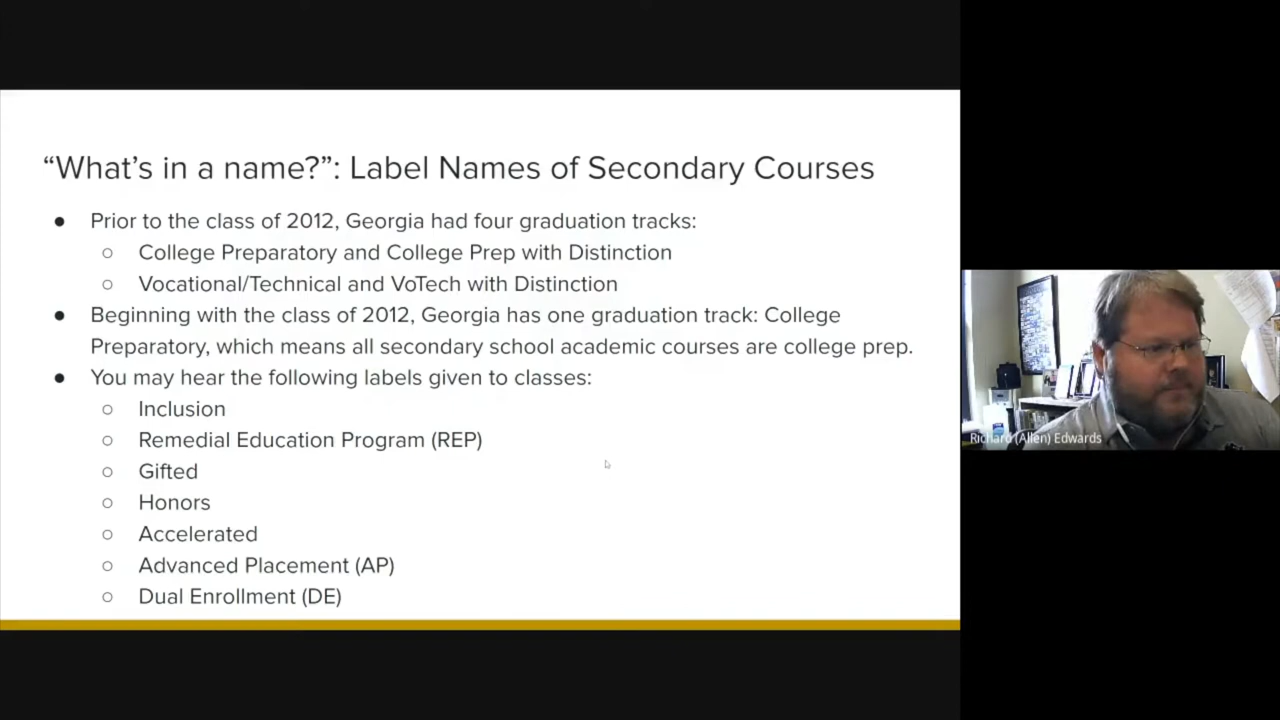 “What’s in a name?”: Label Names of Secondary Courses
● Prior to the class of 2012, Georgia had four graduation tracks:
○ College Preparatory and College Prep with Distinction
○ Vocational/Technical and VoTech with Distinction
● Beginning with the class of 2012, Georgia has one graduation track: College
Preparatory, which means all secondary school academic courses are college prep.
● You may hear the following labels given to classes:
○ Inclusion
○ Remedial Education Program (REP)
○ Gifted
○ Honors
○ Accelerated
○ Advanced Placement (AP)
○ Dual Enrollment (DE)
Richard (Allen) Edwards